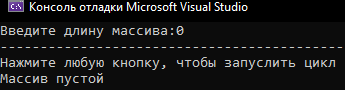 Консоль отладки Microsoft Visual Studio
Введите длину массива:0
-------------------------------------------
Нажмите любую кнопку, чтобы запуслить цикл
Массив пустой